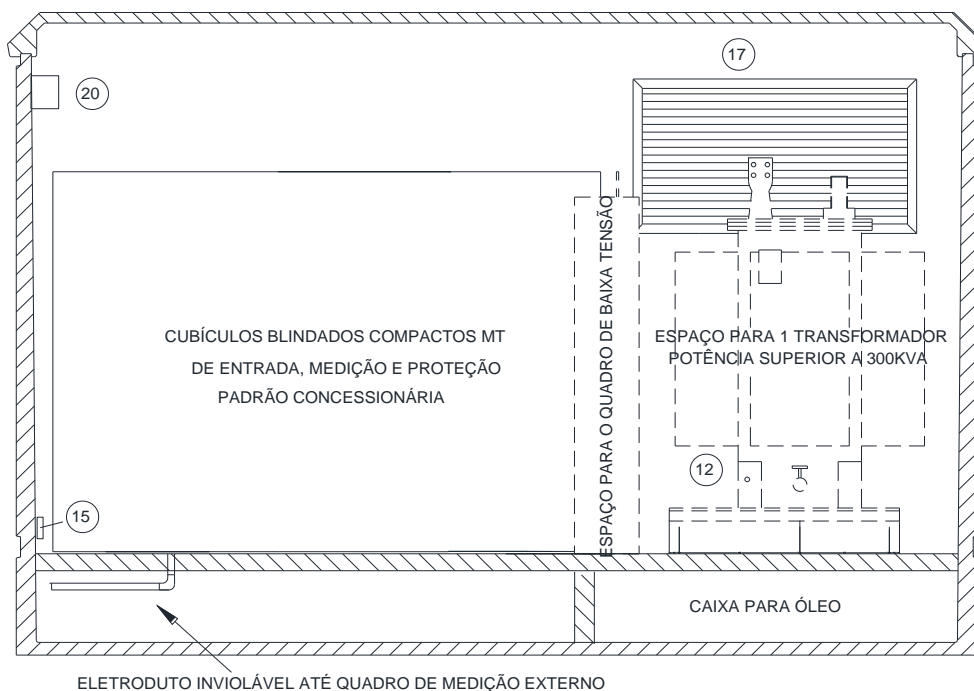 17
20
CUBÍCULOS BLINDADOS COMPACTOS MT
DE ENTRADA, MEDIÇÃO E PROTEÇÃO
PADRÃO CONCESSIONÁRIA
ESPAÇO PARA O QUADRO DE BAIXA TENSÃO
ESPAÇO PARA 1 TRANSFORMADOR
POTÊNCIA SUPERIOR A 300KVA
12
15
CAIXA PARA ÓLEO
ELETRODUTO INVIOLÁVEL ATÉ QUADRO DE MEDIÇÃO EXTERNO